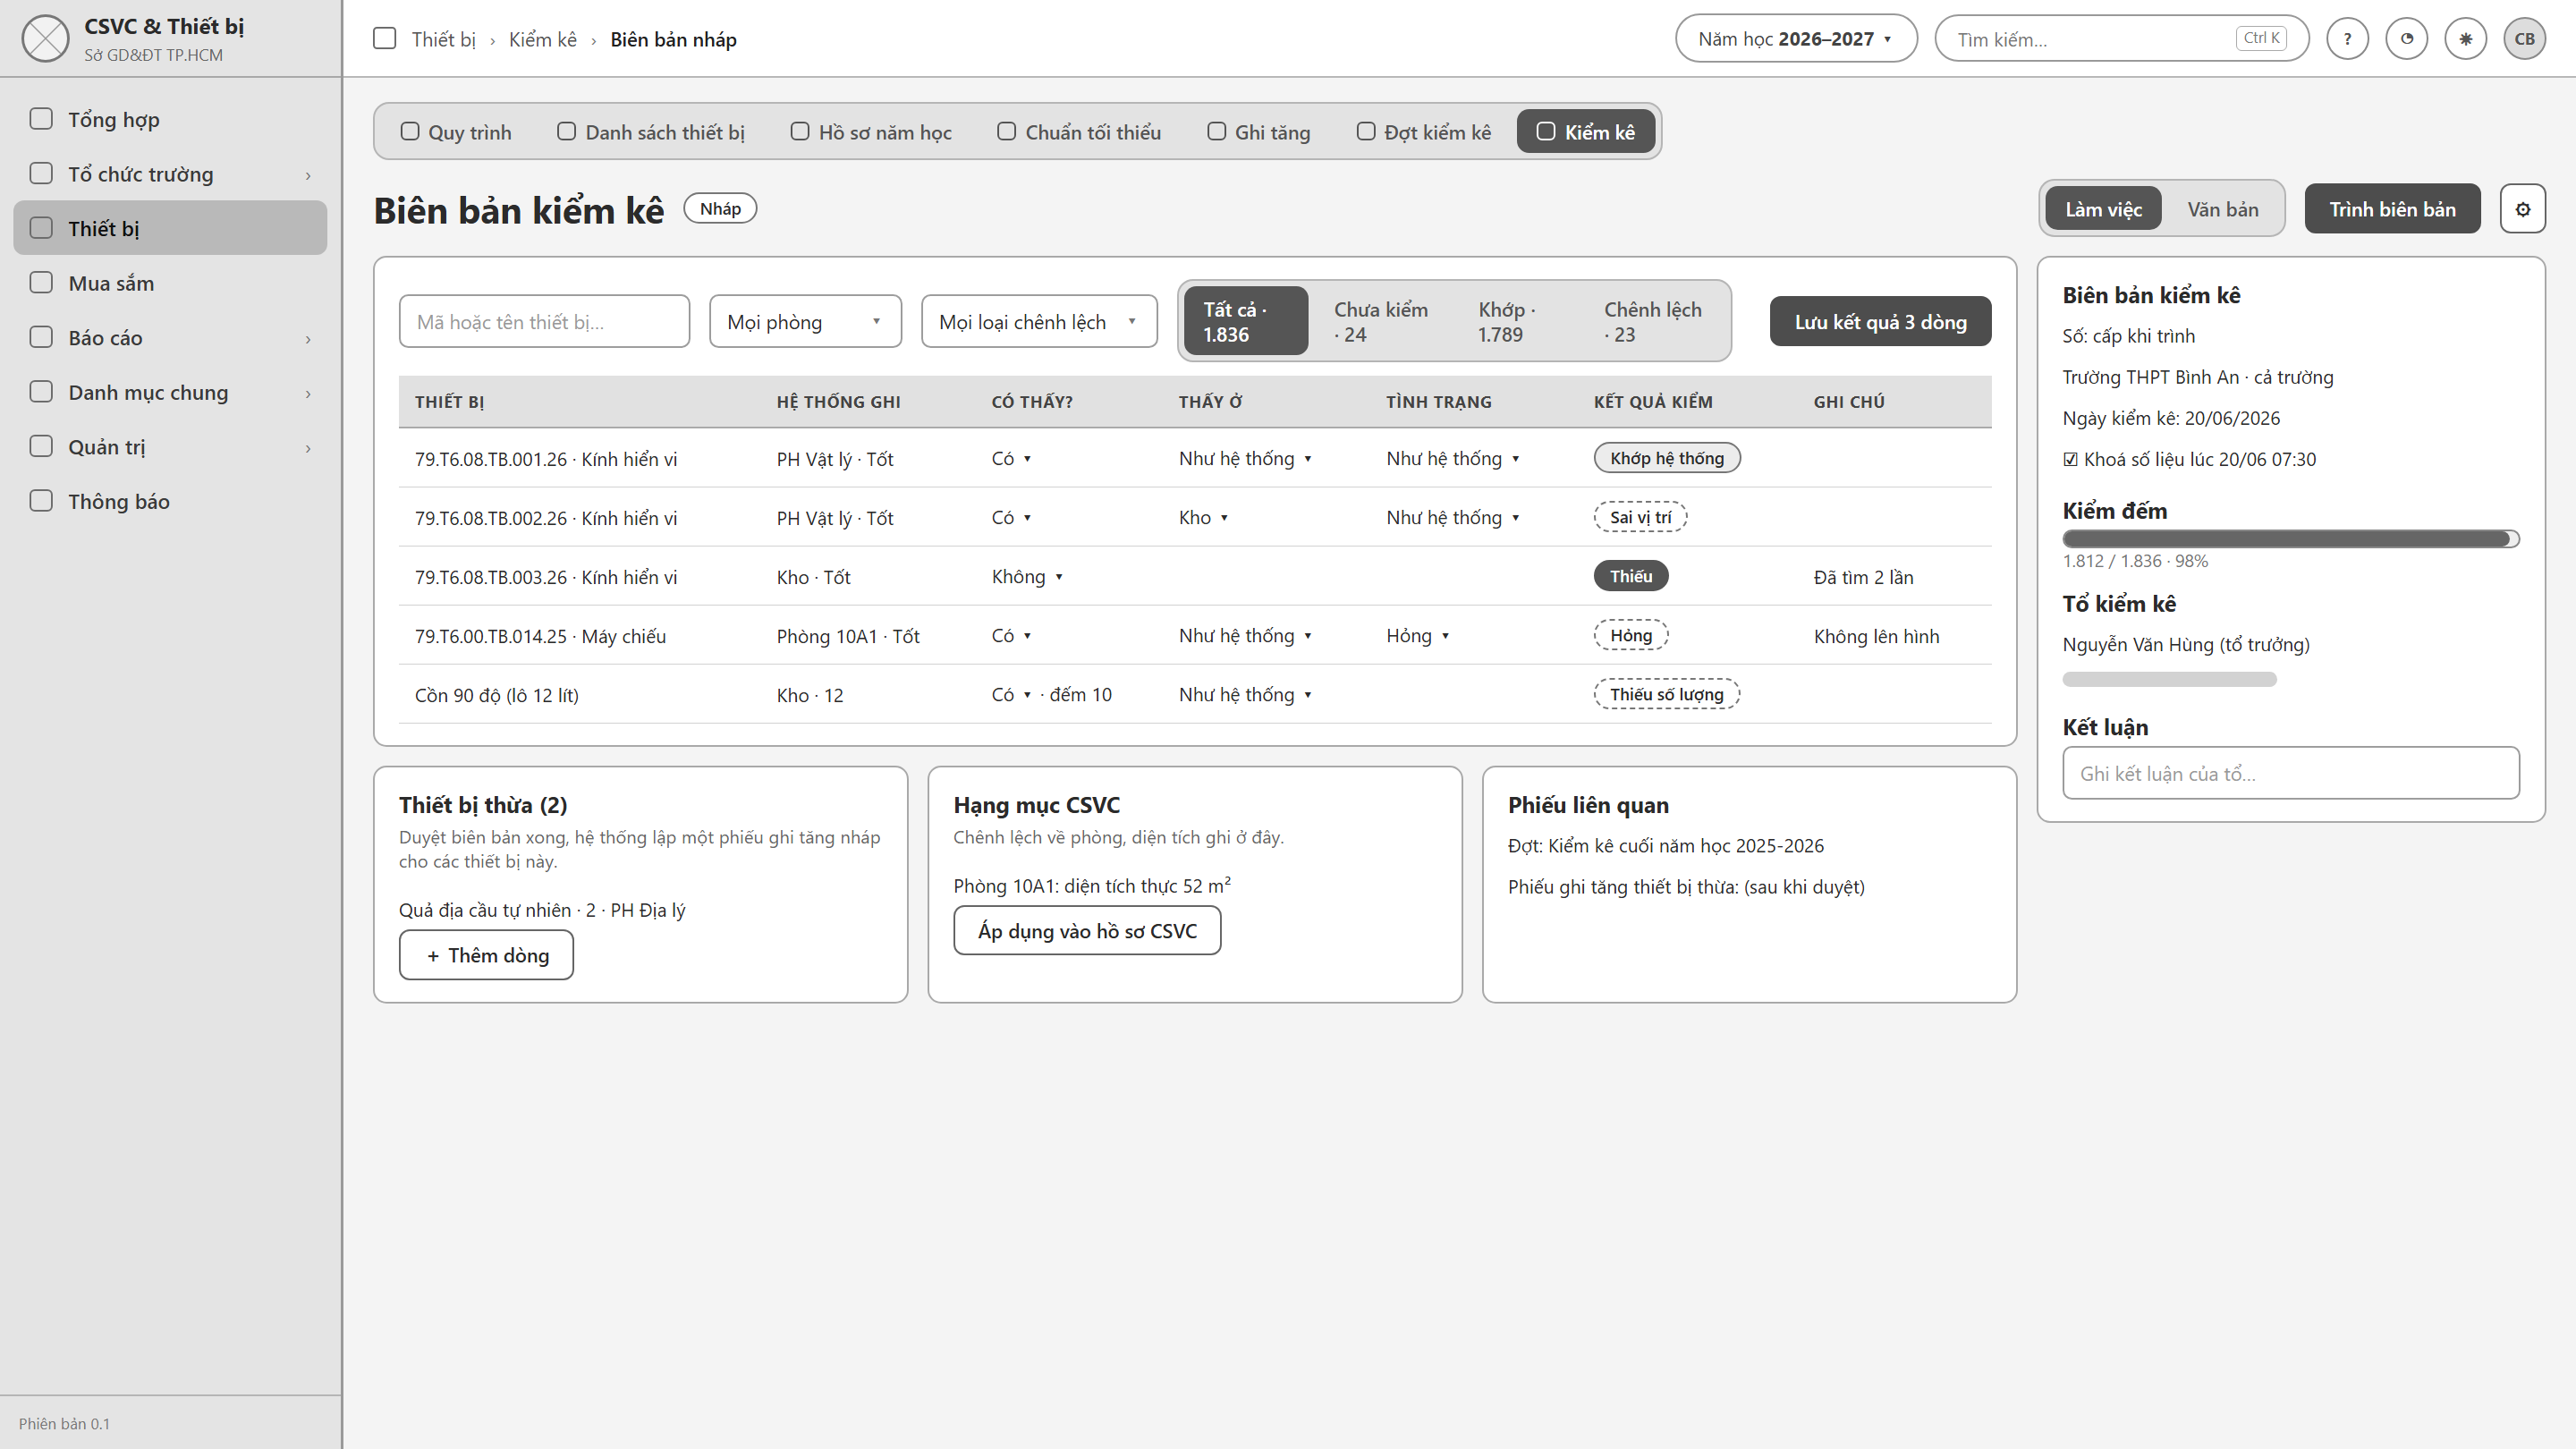 CSVC & Thiết bị
Sở GD&ĐT TP.HCM
Tổng hợp
Tổ chức trường
Thiết bị
Mua sắm
Báo cáo
Danh mục chung
Quản trị
Thông báo
Phiên bản 0.1
Thiết bị › Kiểm kê › Biên bản nháp
Năm học 2026–2027
Tìm kiếm... Ctrl K
? CB
Quy trình Danh sách thiết bị Hồ sơ năm học Chuẩn tối thiểu Ghi tăng Đợt kiểm kê Kiểm kê
Biên bản kiểm kê Nháp
Làm việc Văn bản Trình biên bản
Mã hoặc tên thiết bị... Mọi phòng Mọi loại chênh lệch
Tất cả · 1.836
Chưa kiểm · 24
Khớp · 1.789
Chênh lệch · 23
Lưu kết quả 3 dòng
THIẾT BỊ HỆ THỐNG GHI CÓ THẤY? THẤY Ở TÌNH TRẠNG KẾT QUẢ KIỂM GHI CHÚ
79.T6.08.TB.001.26 · Kính hiển vi PH Vật lý · Tốt Có Như hệ thống Như hệ thống Khớp hệ thống
79.T6.08.TB.002.26 · Kính hiển vi PH Vật lý · Tốt Có Kho Như hệ thống Sai vị trí
79.T6.08.TB.003.26 · Kính hiển vi Kho · Tốt Không Thiếu Đã tìm 2 lần
79.T6.00.TB.014.25 · Máy chiếu Phòng 10A1 · Tốt Có Như hệ thống Hỏng Hỏng Không lên hình
Cồn 90 độ (lô 12 lít) Kho · 12 Có · đếm 10 Như hệ thống Thiếu số lượng
Thiết bị thừa (2)
Duyệt biên bản xong, hệ thống lập một phiếu ghi tăng nháp
cho các thiết bị này.
Quả địa cầu tự nhiên · 2 · PH Địa lý
+ Thêm dòng
Hạng mục CSVC
Chênh lệch về phòng, diện tích ghi ở đây.
Phòng 10A1: diện tích thực 52 m²
Áp dụng vào hồ sơ CSVC
Phiếu liên quan
Đợt: Kiểm kê cuối năm học 2025-2026
Phiếu ghi tăng thiết bị thừa: (sau khi duyệt)
Biên bản kiểm kê
Số: cấp khi trình
Trường THPT Bình An · cả trường
Ngày kiểm kê: 20/06/2026
☑ Khoá số liệu lúc 20/06 07:30
Kiểm đếm
1.812 / 1.836 · 98%
Tổ kiểm kê
Nguyễn Văn Hùng (tổ trưởng)
Kết luận
Ghi kết luận của tổ...